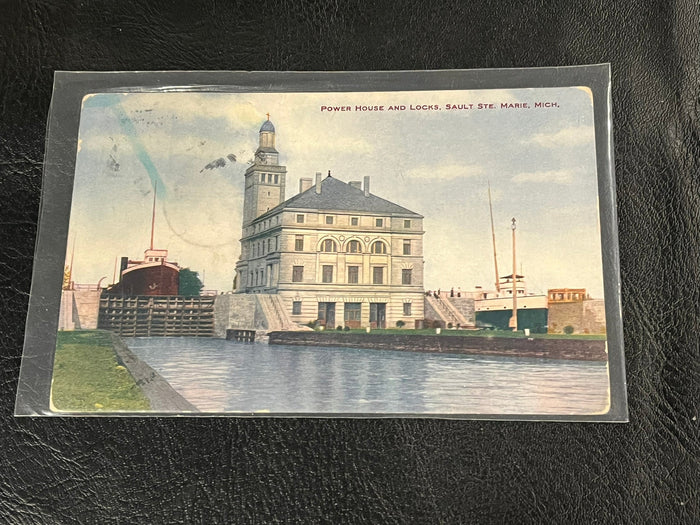 Power House and Locks, Sault Ste. Marie, Mich.